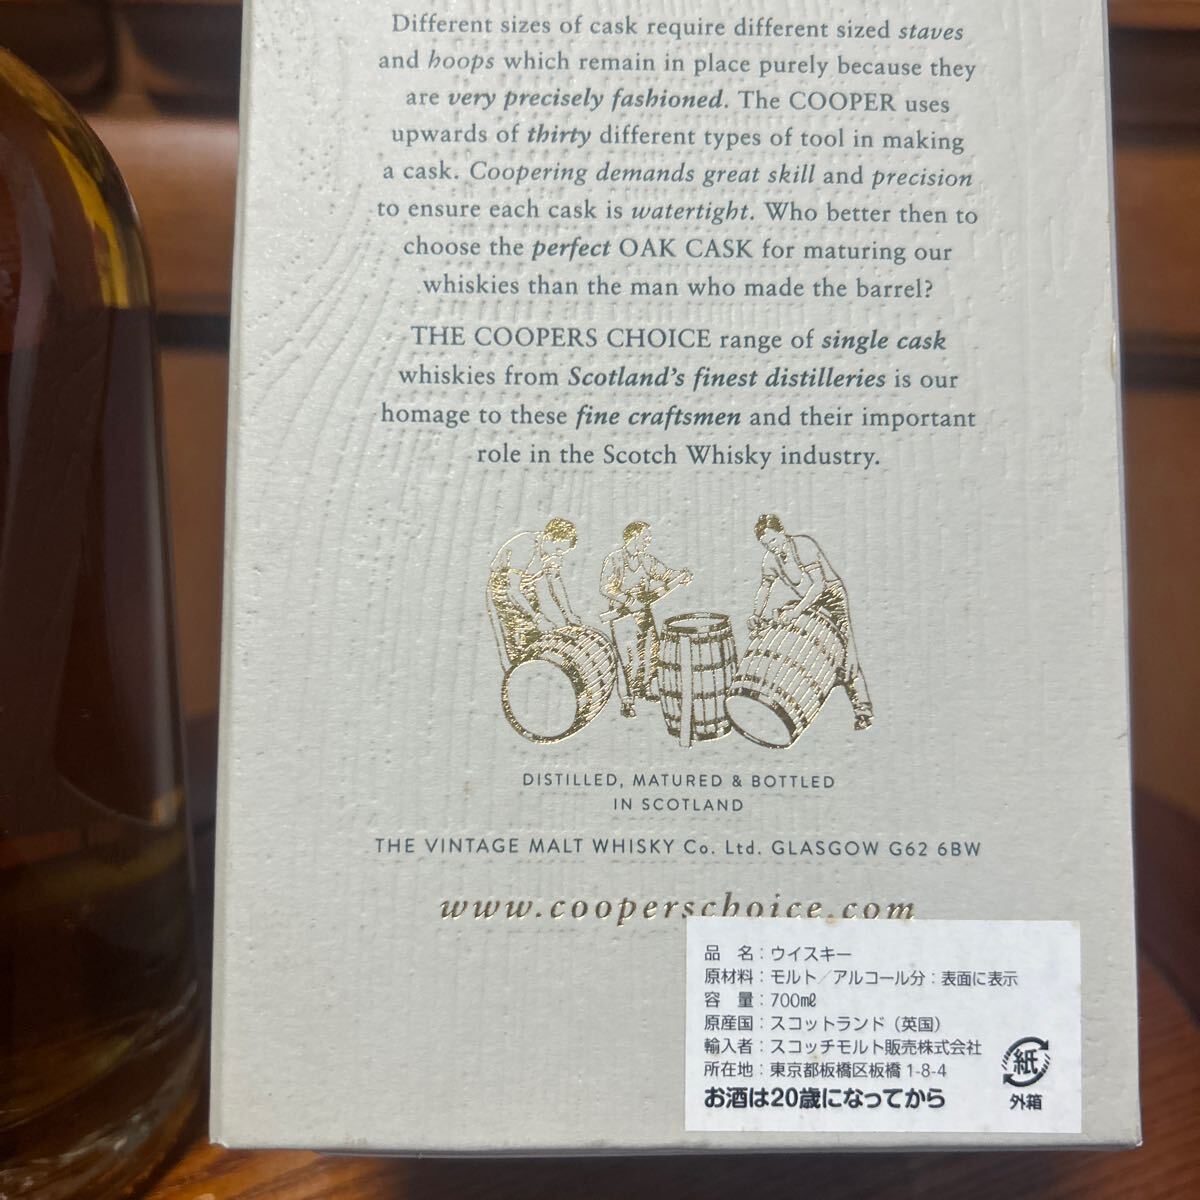 Different sizes of cask require different sized staves
and hoops which remain in place purely because they
are very precisely fashioned. The COOPER uses
upwards of thirty different types of tool in making
a cask. Coopering demands great skill and precision
to ensure each cask is watertight. Who better then to
choose the perfect OAK CASK for maturing our
whiskies than the man who made the barrel?
THE COOPERS CHOICE range of single cask
whiskies from Scotland's finest distilleries is our
homage to these fine craftsmen and their important
role in the Scotch Whisky industry.
DISTILLED, MATURED & BOTTLED
IN SCOTLAND
THE VINTAGE MALT WHISKY Co. Ltd. GLASGOW G62 6BW
www.cooperschoice.com
品 名：ウイスキー
原材料：モルト／アルコール分：表面に表示
容 量：700㎖
原産国：スコットランド（英国）
輸入者：スコッチモルト販売株式会社
所在地：東京都板橋区板橋 1-8-4
お酒は20歳になってから
紙
外箱